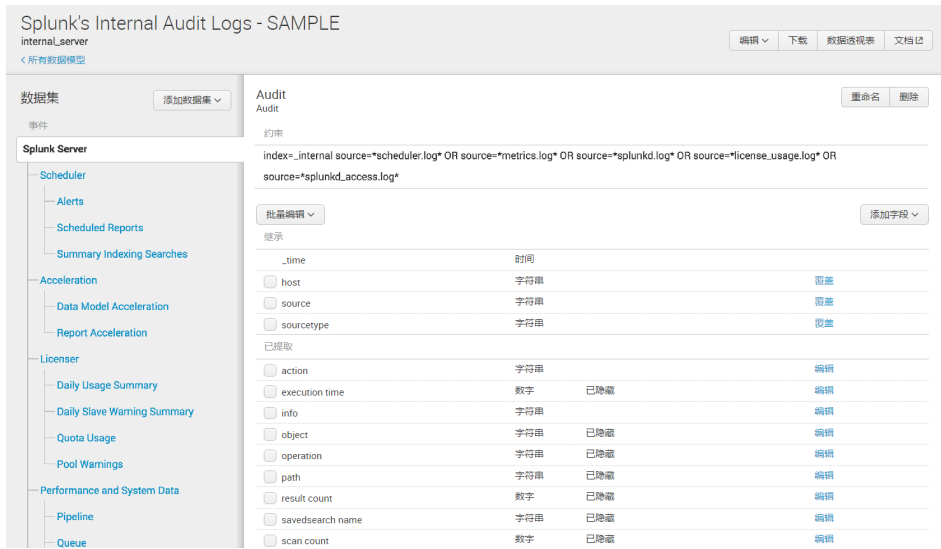 Splunk's Internal Audit Logs - SAMPLE
internal_server
< 所有数据模型
编辑 下载 数据透视表 文档
数据集
添加数据集
事件
Splunk Server
Scheduler
Alerts
Scheduled Reports
Summary Indexing Searches
Acceleration
Data Model Acceleration
Report Acceleration
Licenser
Daily Usage Summary
Daily Slave Warning Summary
Quota Usage
Pool Warnings
Performance and System Data
Pipeline
Queue
Audit
Audit
重命名 删除
约束
index=_internal source=*scheduler.log* OR source=*metrics.log* OR source=*splunkd.log* OR source=*license_usage.log* OR
source=*splunkd_access.log*
批量编辑 添加字段
继承
_time 时间
host 字符串 覆盖
source 字符串 覆盖
sourcetype 字符串 覆盖
已提取
action 字符串 编辑
execution time 数字 已隐藏 编辑
info 字符串 编辑
object 字符串 已隐藏 编辑
operation 字符串 已隐藏 编辑
path 字符串 已隐藏 编辑
result count 数字 已隐藏 编辑
savedsearch name 字符串 已隐藏 编辑
scan count 数字 已隐藏 编辑